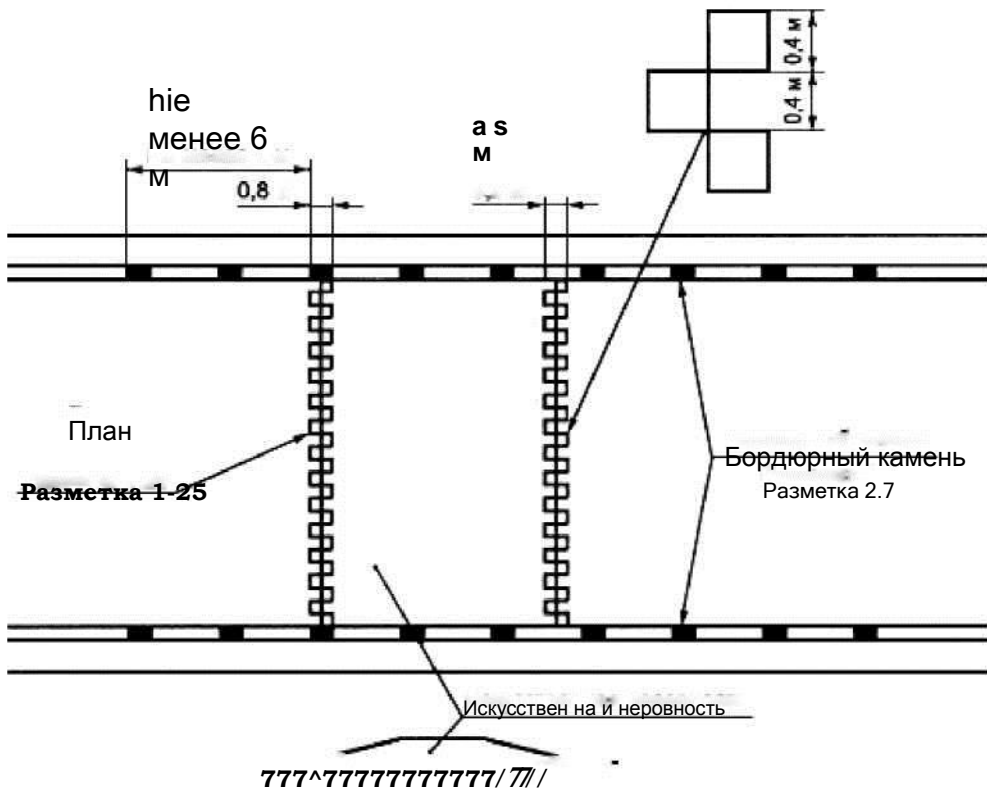 0,4 м
0,4 м
hie
менее 6
м
0,8
a s
м
План
Разметка 1-25
Бордюрный камень
Разметка 2.7
Искусствен на и неровность
777^77777777777/77//